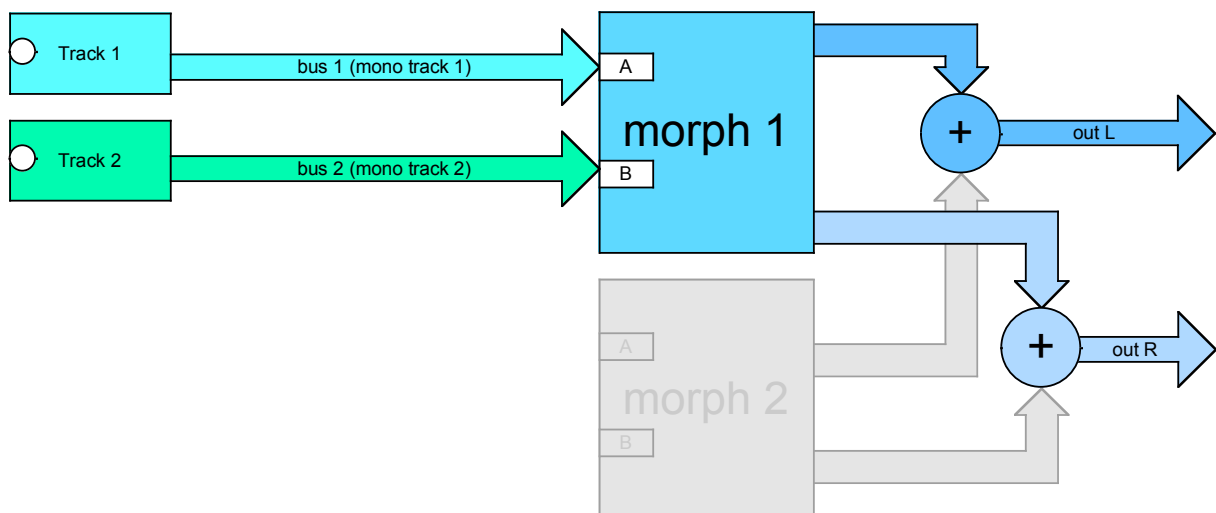 Track 1
bus 1 (mono track 1)
A
morph 1
+
out L
Track 2
bus 2 (mono track 2)
B
A
morph 2
B
+
out R